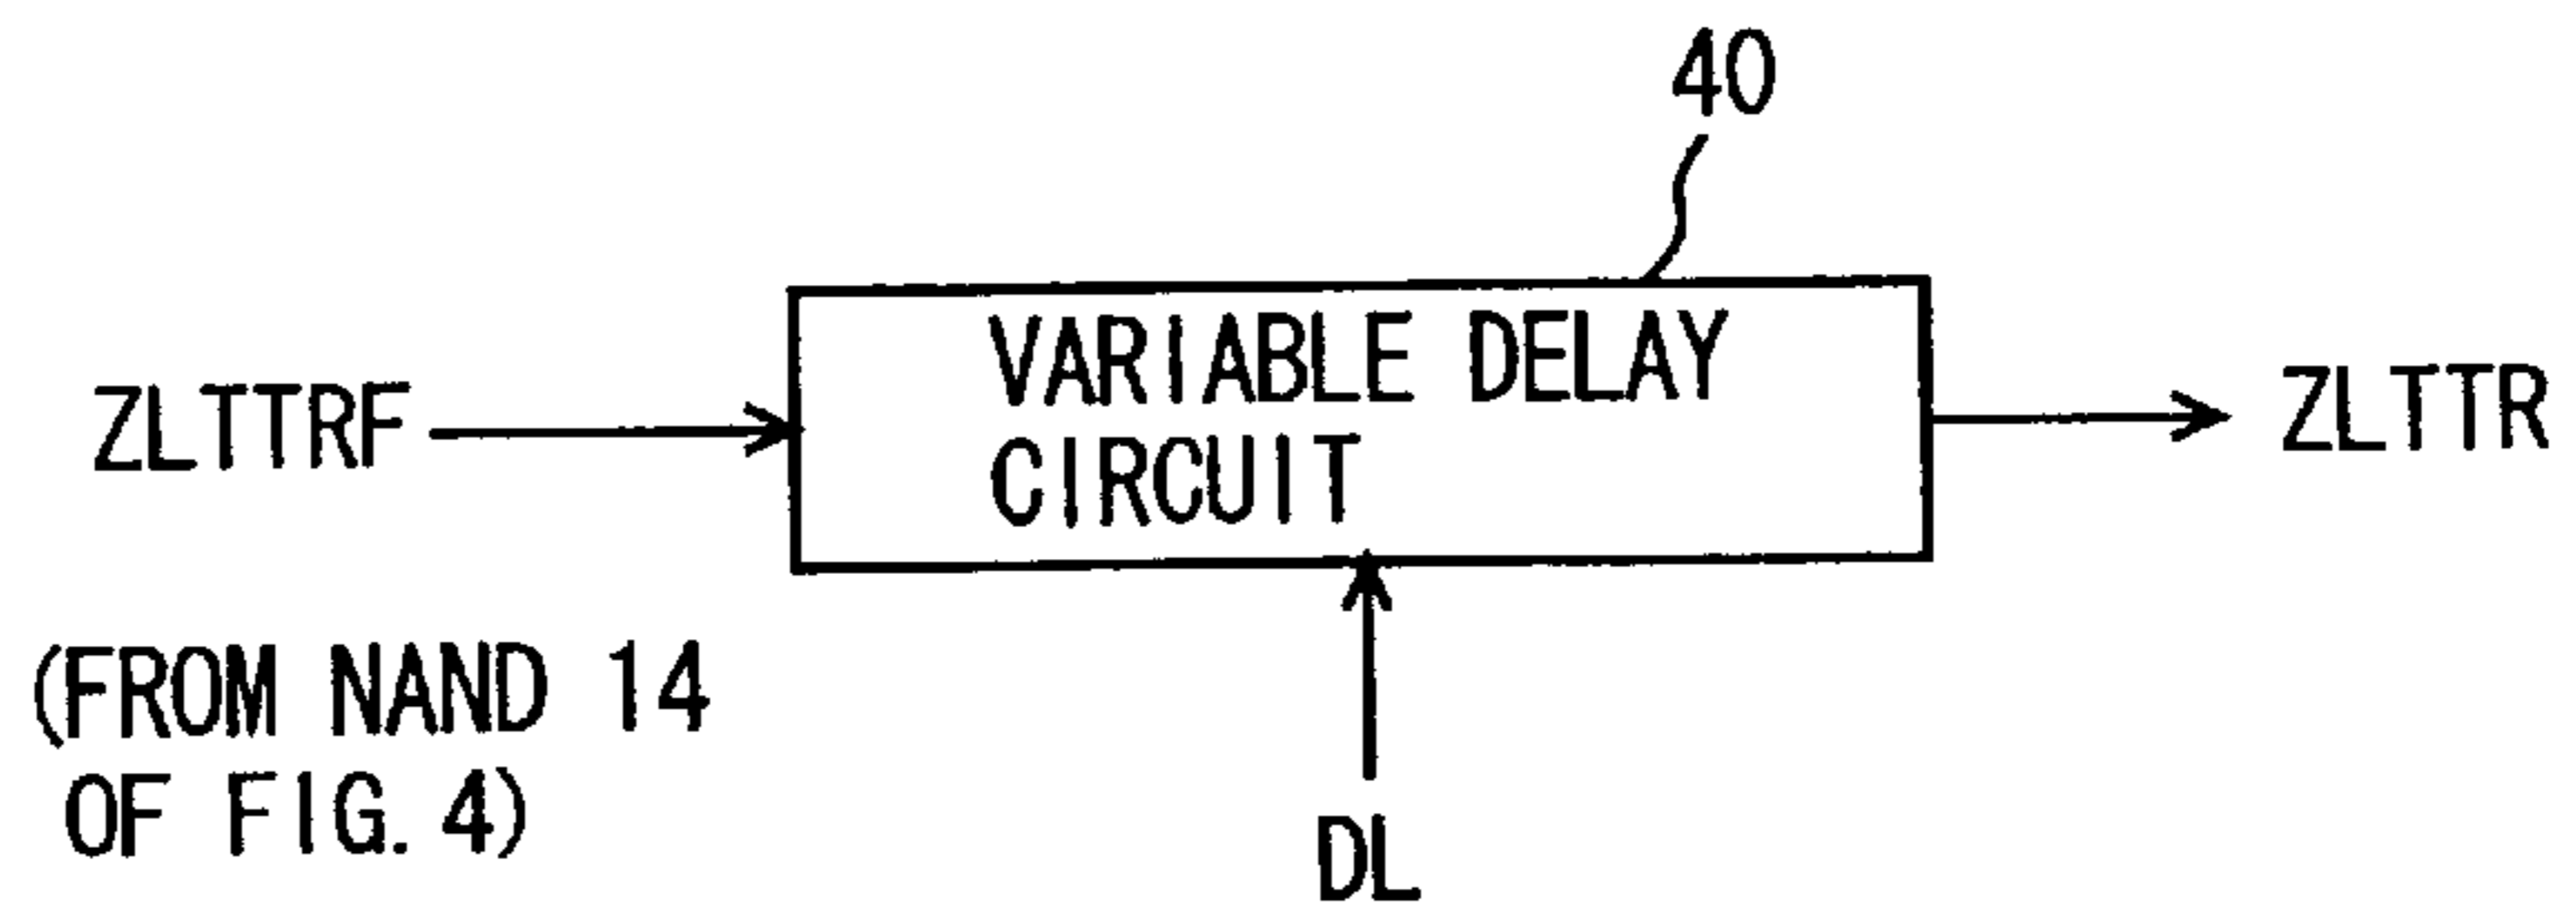 40
ZLTTRF
VARIABLE DELAY
CIRCUIT
ZLTTR
(FROM NAND 14
OF FIG. 4)
DL